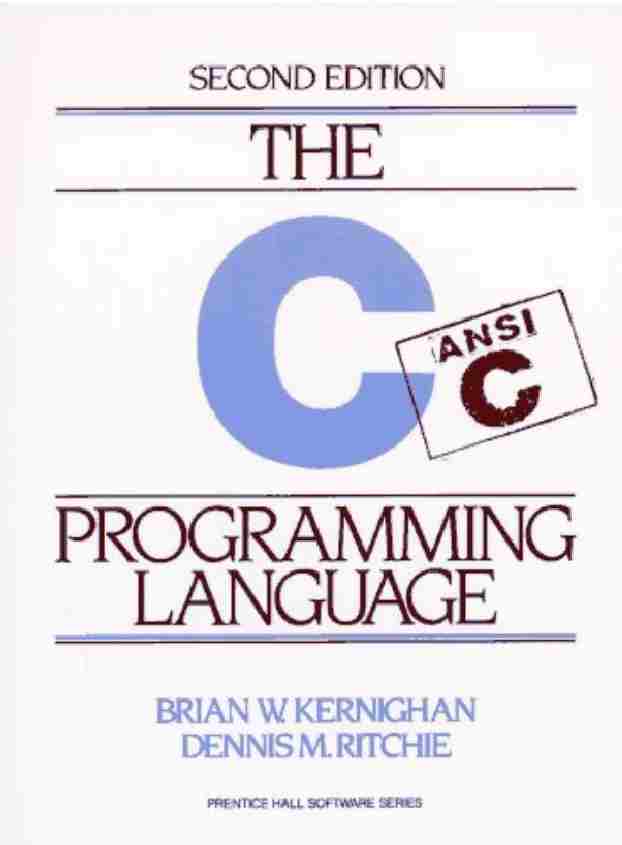 SECOND EDITION
THE
C
ANSI
C
PROGRAMMING
LANGUAGE
BRIAN W. KERNIGHAN
DENNIS M. RITCHIE
PRENTICE HALL SOFTWARE SERIES